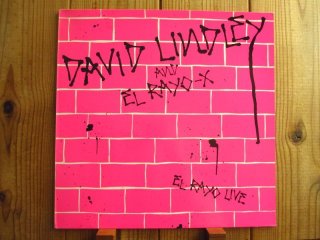 DAVID LINDLEY
AND
EL RAYO-X
EL RAYO LIVE